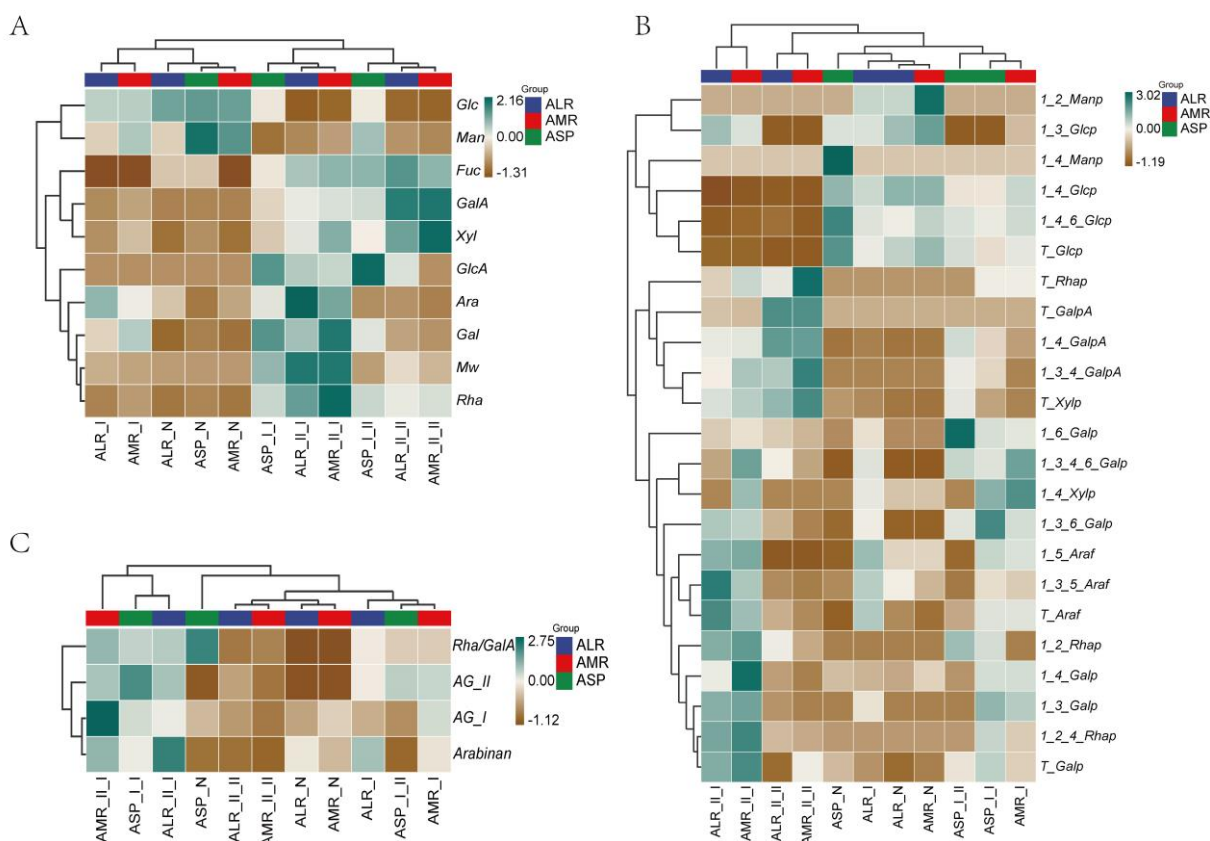 A
Group
2.16
0.00
-1.31
ALR
AMR
ASP
Glc
Man
Fuc
GalA
Xyl
GlcA
Ara
Gal
Mw
Rha
ALR_I
AMR_I
ALR_N
ASP_N
AMR_N
ASP_I_I
ALR_II_I
AMR_II_I
ASP_I_II
ALR_II_II
AMR_II_II
B
Group
3.02
0.00
-1.19
ALR
AMR
ASP
1_2_Manp
1_3_Glcp
1_4_Manp
1_4_Glcp
1_4_6_Glcp
T_Glcp
T_Rhap
T_GalpA
1_4_GalpA
1_3_4_GalpA
T_Xylp
1_6_Galp
1_3_4_6_Galp
1_4_Xylp
1_3_6_Galp
1_5_Araf
1_3_5_Araf
T_Araf
1_2_Rhap
1_4_Galp
1_3_Galp
1_2_4_Rhap
T_Galp
ALR_II_I
AMR_II_I
ALR_II_II
AMR_II_II
ASP_N
ALR_I
ALR_N
AMR_N
ASP_I_II
ASP_I_I
AMR_I
C
Group
2.75
0.00
-1.12
ALR
AMR
ASP
Rha/GalA
AG_II
AG_I
Arabinan
AMR_II_I
ASP_I_I
ALR_II_I
ASP_N
ALR_II_II
AMR_II_II
ALR_N
AMR_N
ALR_I
ASP_I_II
AMR_I